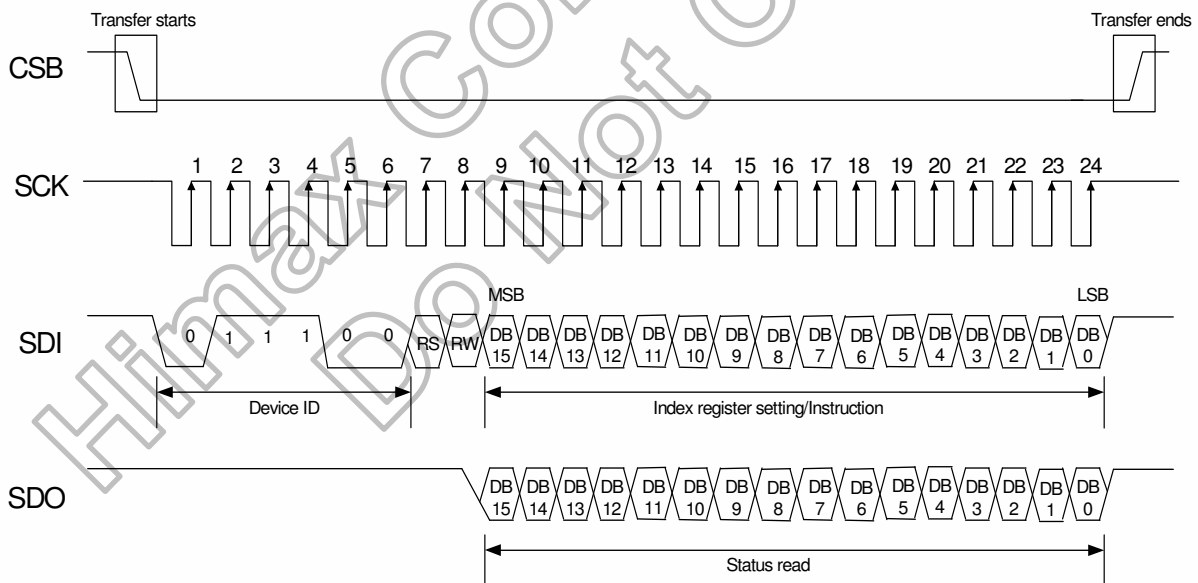 Transfer starts
Transfer ends
CSB
SCK
1 2 3 4 5 6 7 8 9 10 11 12 13 14 15 16 17 18 19 20 21 22 23 24
MSB
LSB
SDI
0 1 1 1 0 0 RS RW DB 15 DB 14 DB 13 DB 12 DB 11 DB 10 DB 9 DB 8 DB 7 DB 6 DB 5 DB 4 DB 3 DB 2 DB 1 DB 0
Device ID
Index register setting/Instruction
SDO
DB 15 DB 14 DB 13 DB 12 DB 11 DB 10 DB 9 DB 8 DB 7 DB 6 DB 5 DB 4 DB 3 DB 2 DB 1 DB 0
Status read
Himax
Do Not